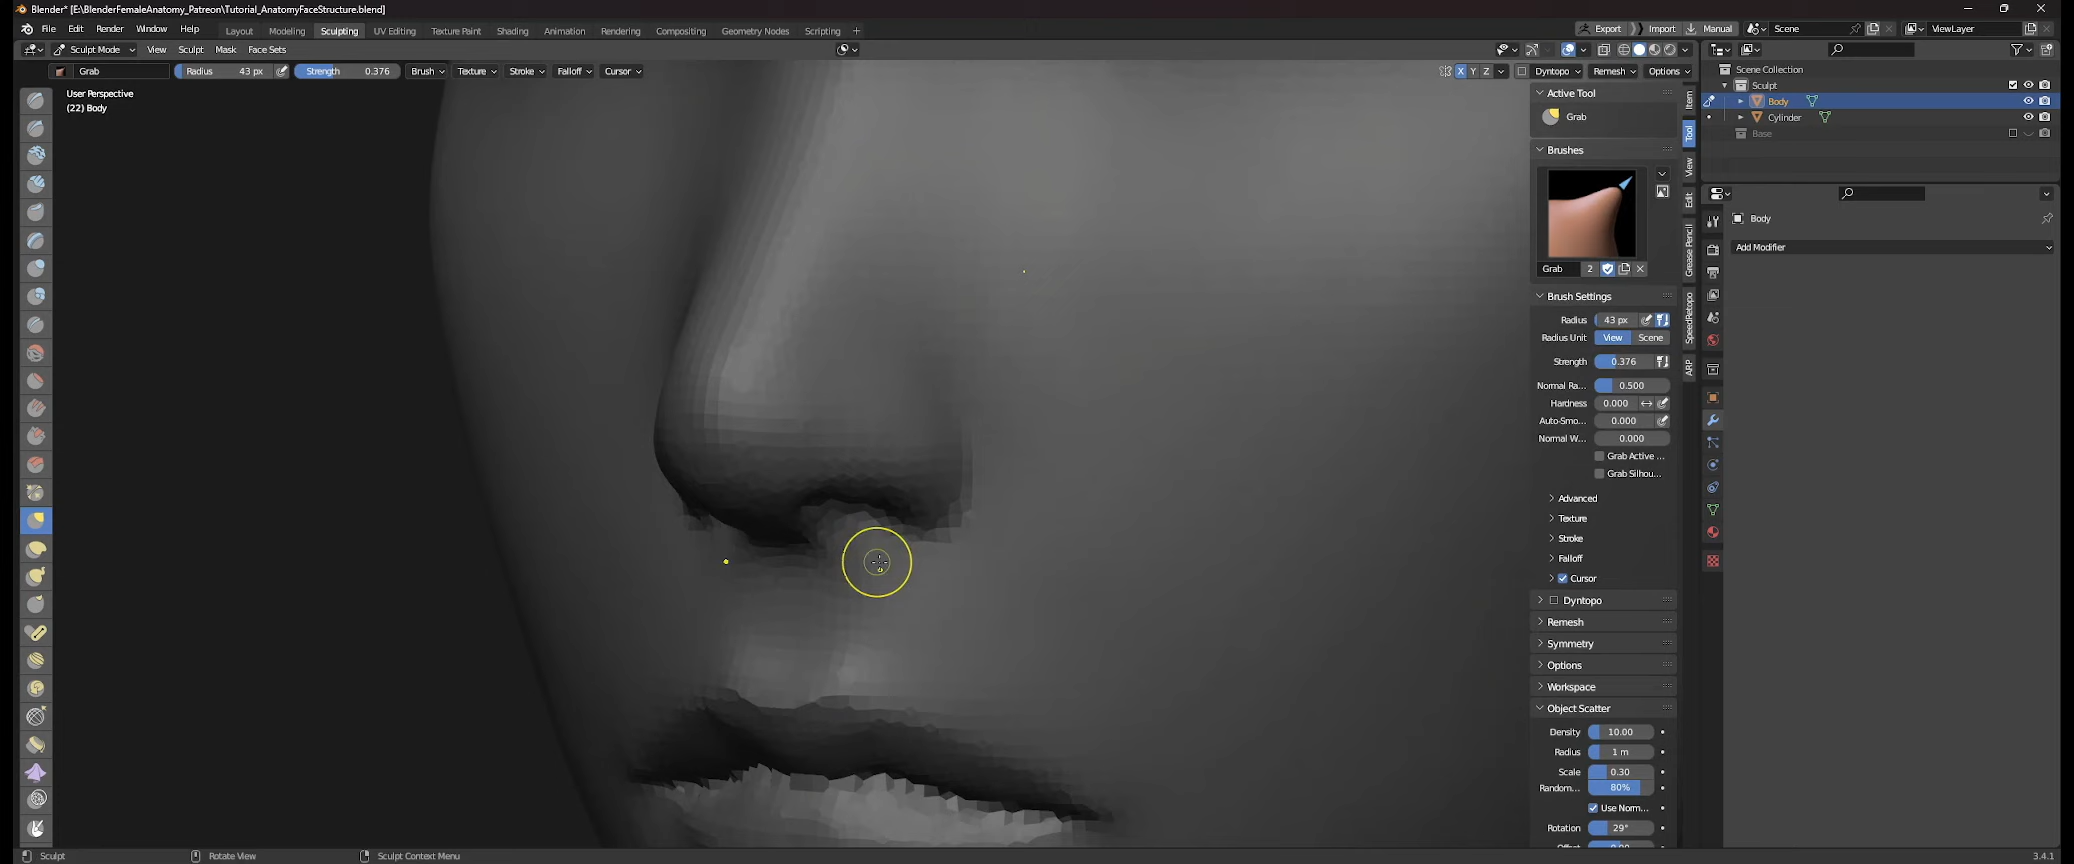 Blender* [E:\BlenderFemaleAnatomy_Patreon\Tutorial_AnatomyFaceStructure.blend]
File Edit Render Window Help Layout Modeling Sculpting UV Editing Texture Paint Shading Animation Rendering Compositing Geometry Nodes Scripting + Export Import Manual Scene ViewLayer
Sculpt Mode View Sculpt Mask Face Sets
Grab Radius 43 px Strength 0.376 Brush Texture Stroke Falloff Cursor X Y Z Dyntopo Remesh Options
User Perspective
(22) Body
Active Tool
Grab
Brushes
Grab 2
Brush Settings
Radius 43 px
Radius Unit View Scene
Strength 0.376
Normal Ra... 0.500
Hardness 0.000
Auto-Smo... 0.000
Normal W... 0.000
Grab Active ...
Grab Silhou...
Advanced
Texture
Stroke
Falloff
Cursor
Dyntopo
Remesh
Symmetry
Options
Workspace
Object Scatter
Density 10.00
Radius 1 m
Scale 0.30
Random... 80%
Use Norm...
Rotation 29°
Item
Tool
View
Edit
Grease Pencil
SpeedRetopo
ARP
Scene Collection
Sculpt
Body
Cylinder
Base
Body
Add Modifier
Sculpt Rotate View Sculpt Context Menu 3.4.1